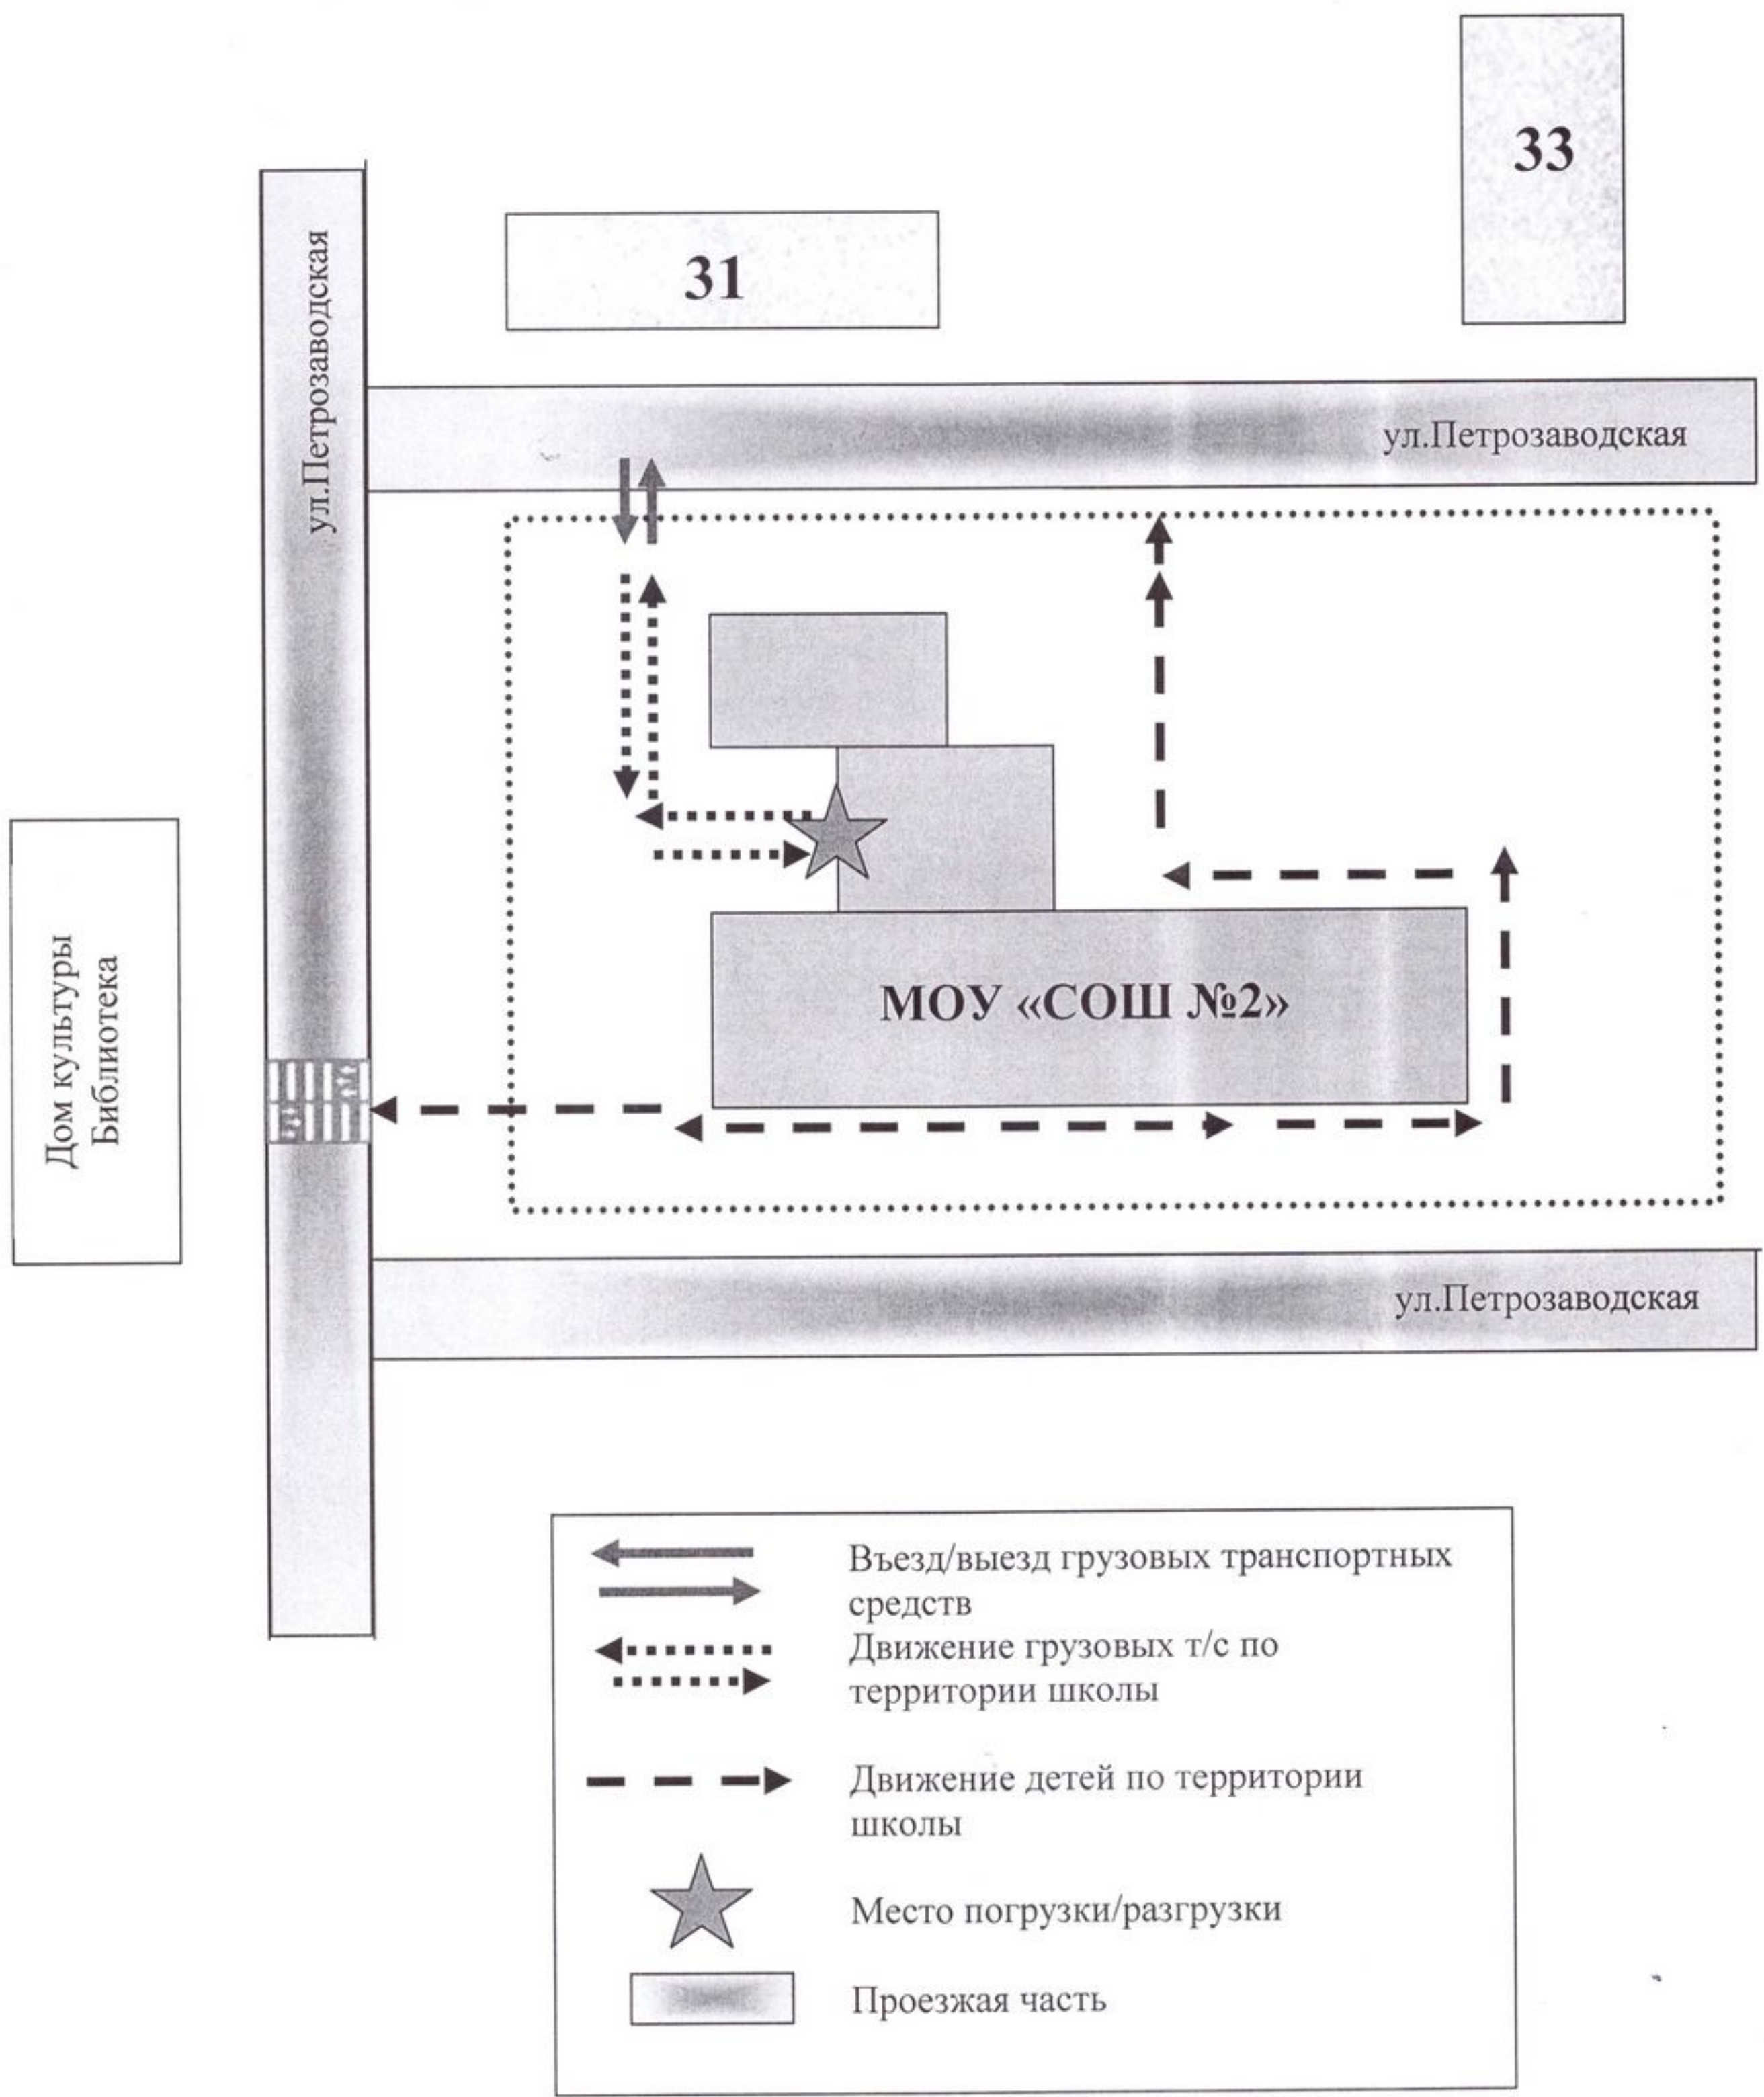 33
31
ул.Петрозаводская
ул.Петрозаводская
Дом культуры
Библиотека
МОУ «СОШ №2»
ул.Петрозаводская
Въезд/выезд грузовых транспортных
средств
Движение грузовых т/с по
территории школы
Движение детей по территории
школы
Место погрузки/разгрузки
Проезжая часть